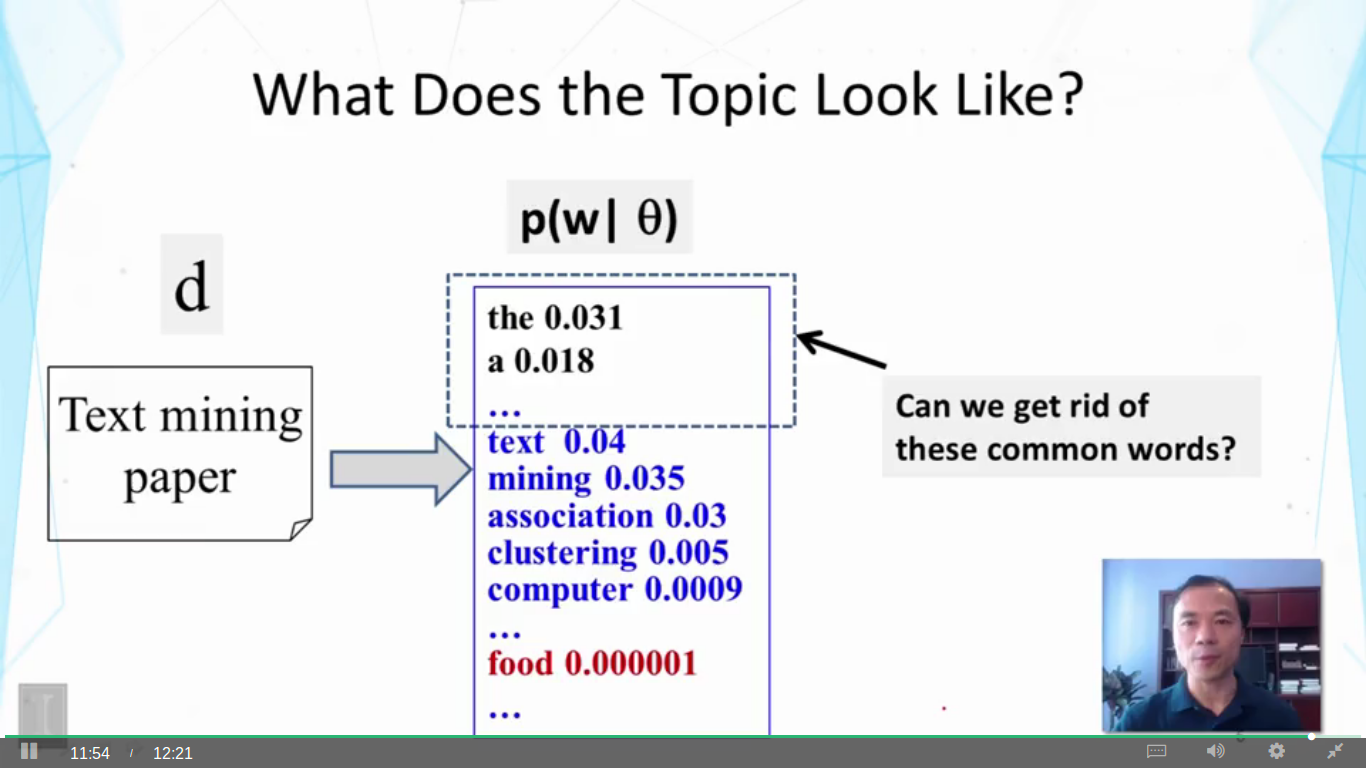 What Does the Topic Look Like?
p(w| θ)
d
Text mining
paper
the 0.031
a 0.018
...
text 0.04
mining 0.035
association 0.03
clustering 0.005
computer 0.0009
...
food 0.000001
...
Can we get rid of
these common words?
11:54 / 12:21